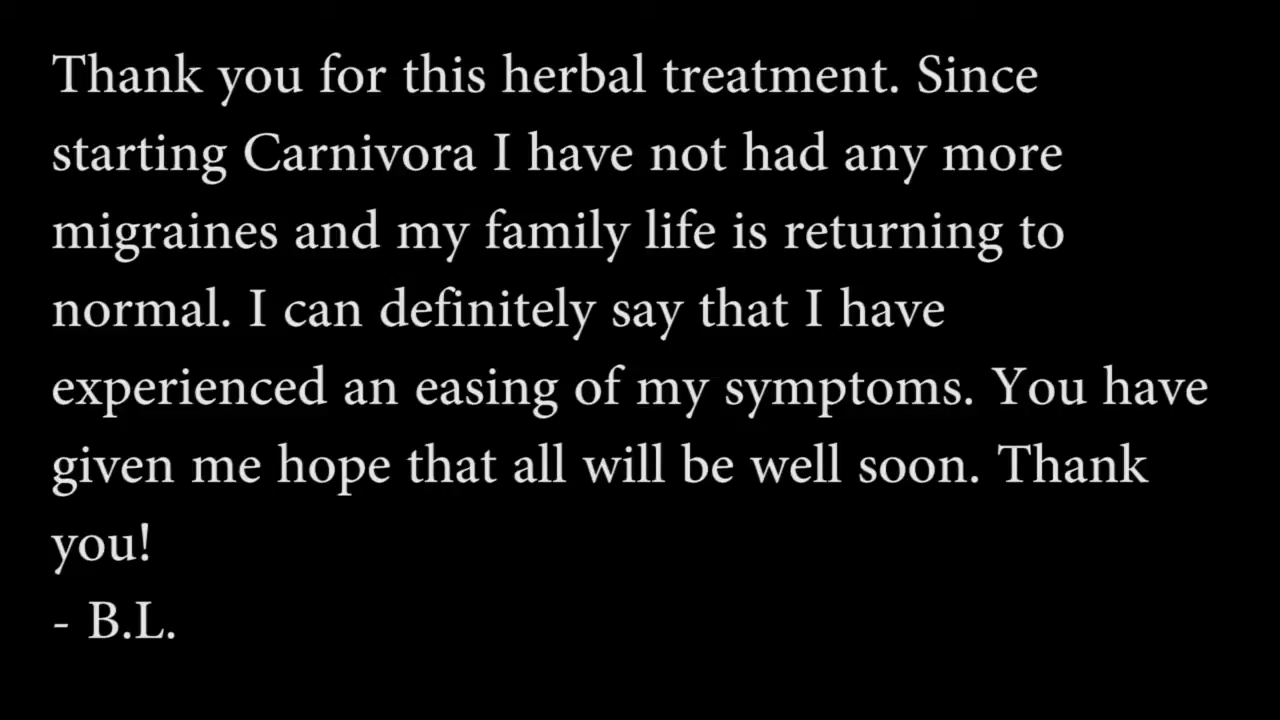 Thank you for this herbal treatment. Since
starting Carnivora I have not had any more
migraines and my family life is returning to
normal. I can definitely say that I have
experienced an easing of my symptoms. You have
given me hope that all will be well soon. Thank
you!
- B.L.